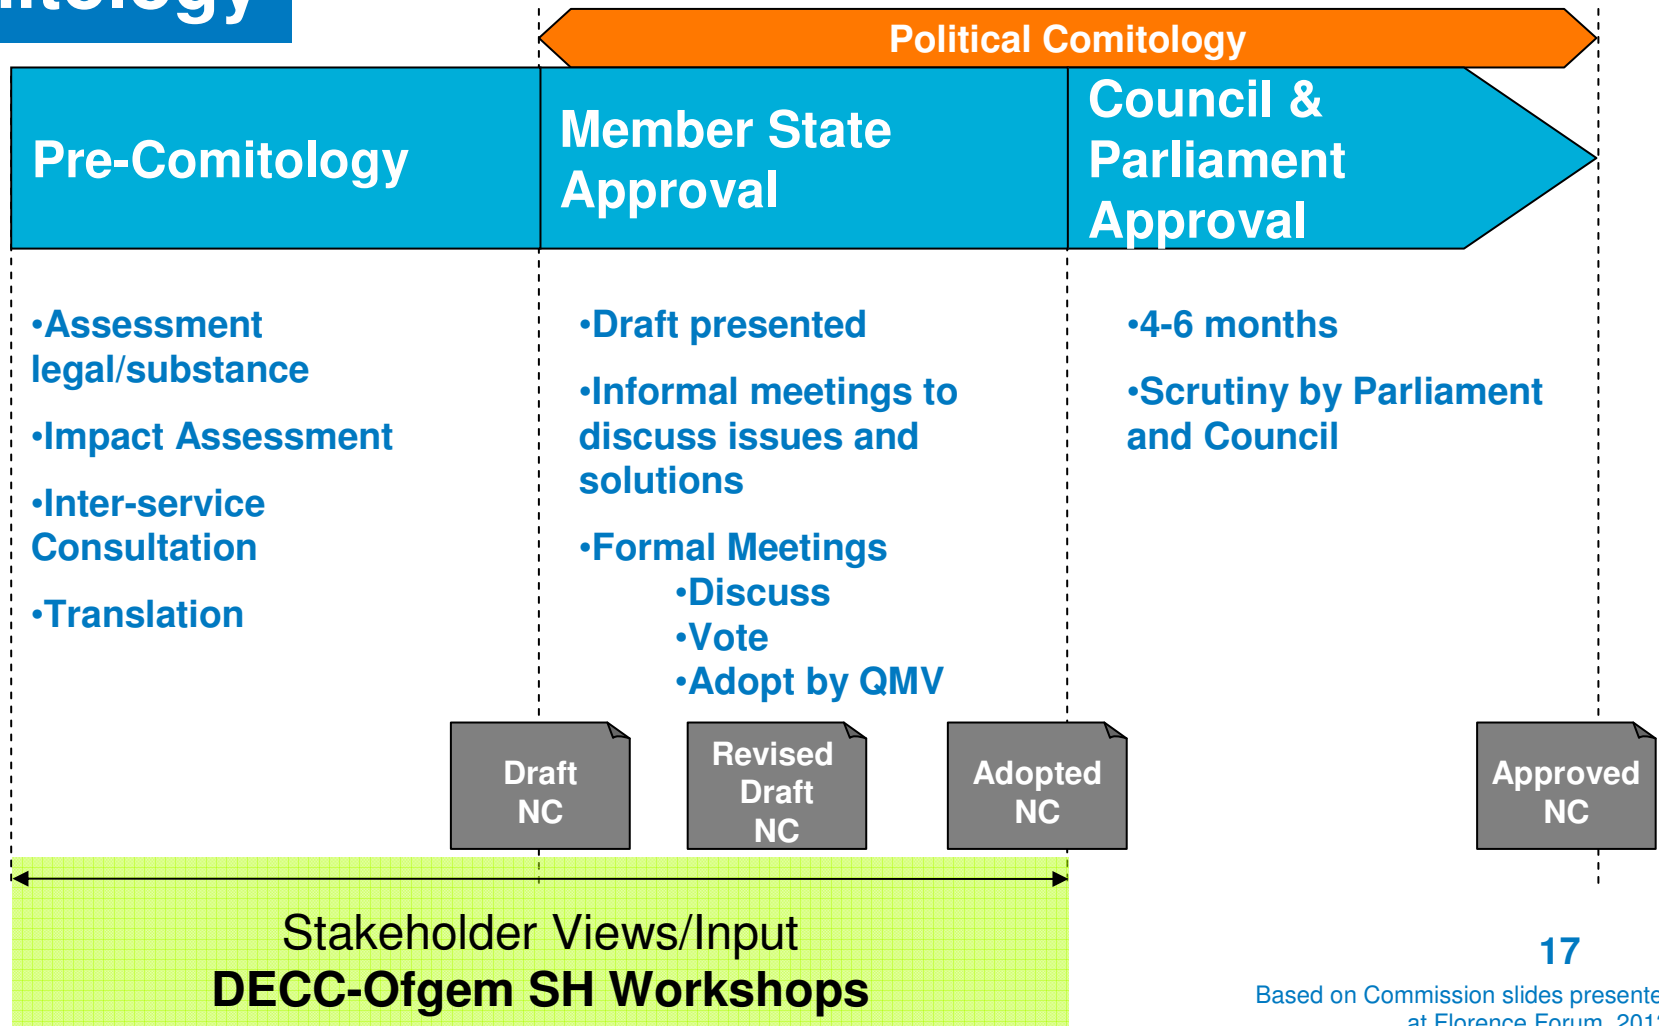 Political Comitology
Pre-Comitology
Member State
Approval
Council &
Parliament
Approval
•Assessment
legal/substance
•Impact Assessment
•Inter-service
Consultation
•Translation
•Draft presented
•Informal meetings to
discuss issues and
solutions
•Formal Meetings
•Discuss
•Vote
•Adopt by QMV
•4-6 months
•Scrutiny by Parliament
and Council
Draft
NC
Revised
Draft
NC
Adopted
NC
Approved
NC
Stakeholder Views/Input
DECC-Ofgem SH Workshops
17
Based on Commission slides
at Florence Forum,